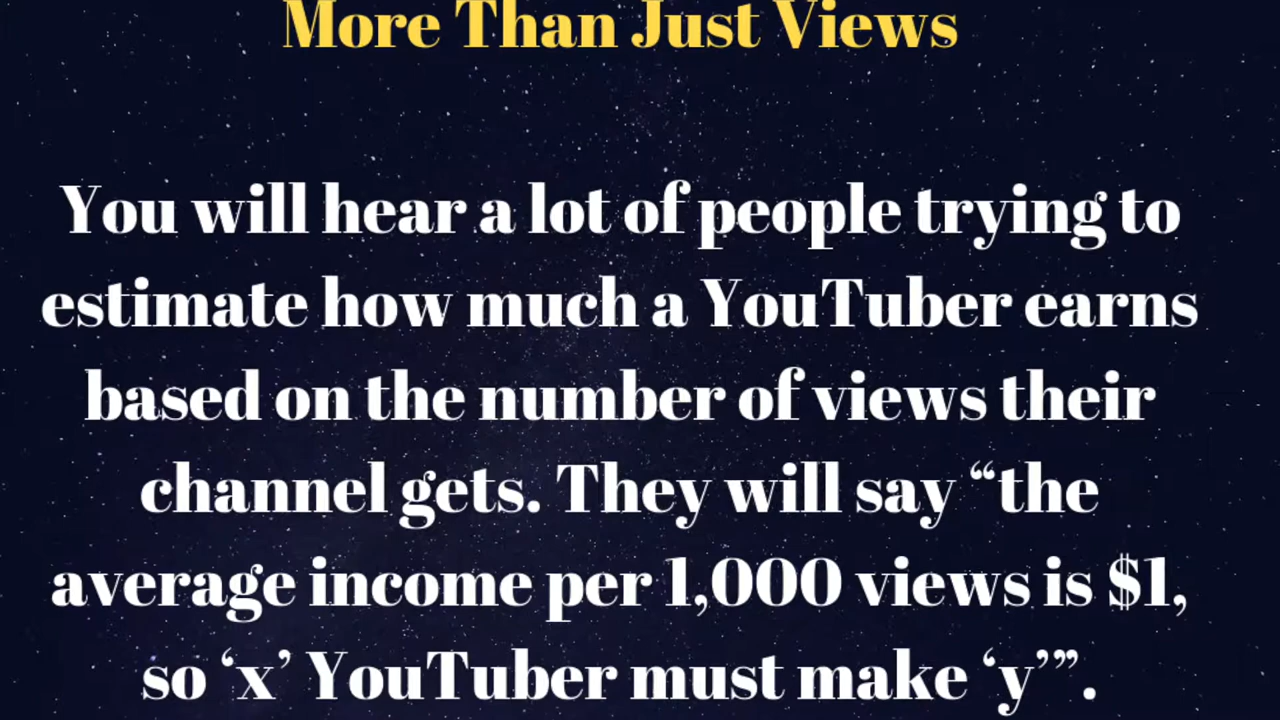 More Than Just Views
You will hear a lot of people trying to
estimate how much a YouTuber earns
based on the number of views their
channel gets. They will say “the
average income per 1,000 views is $1,
so ‘x’ YouTuber must make ‘y’”.